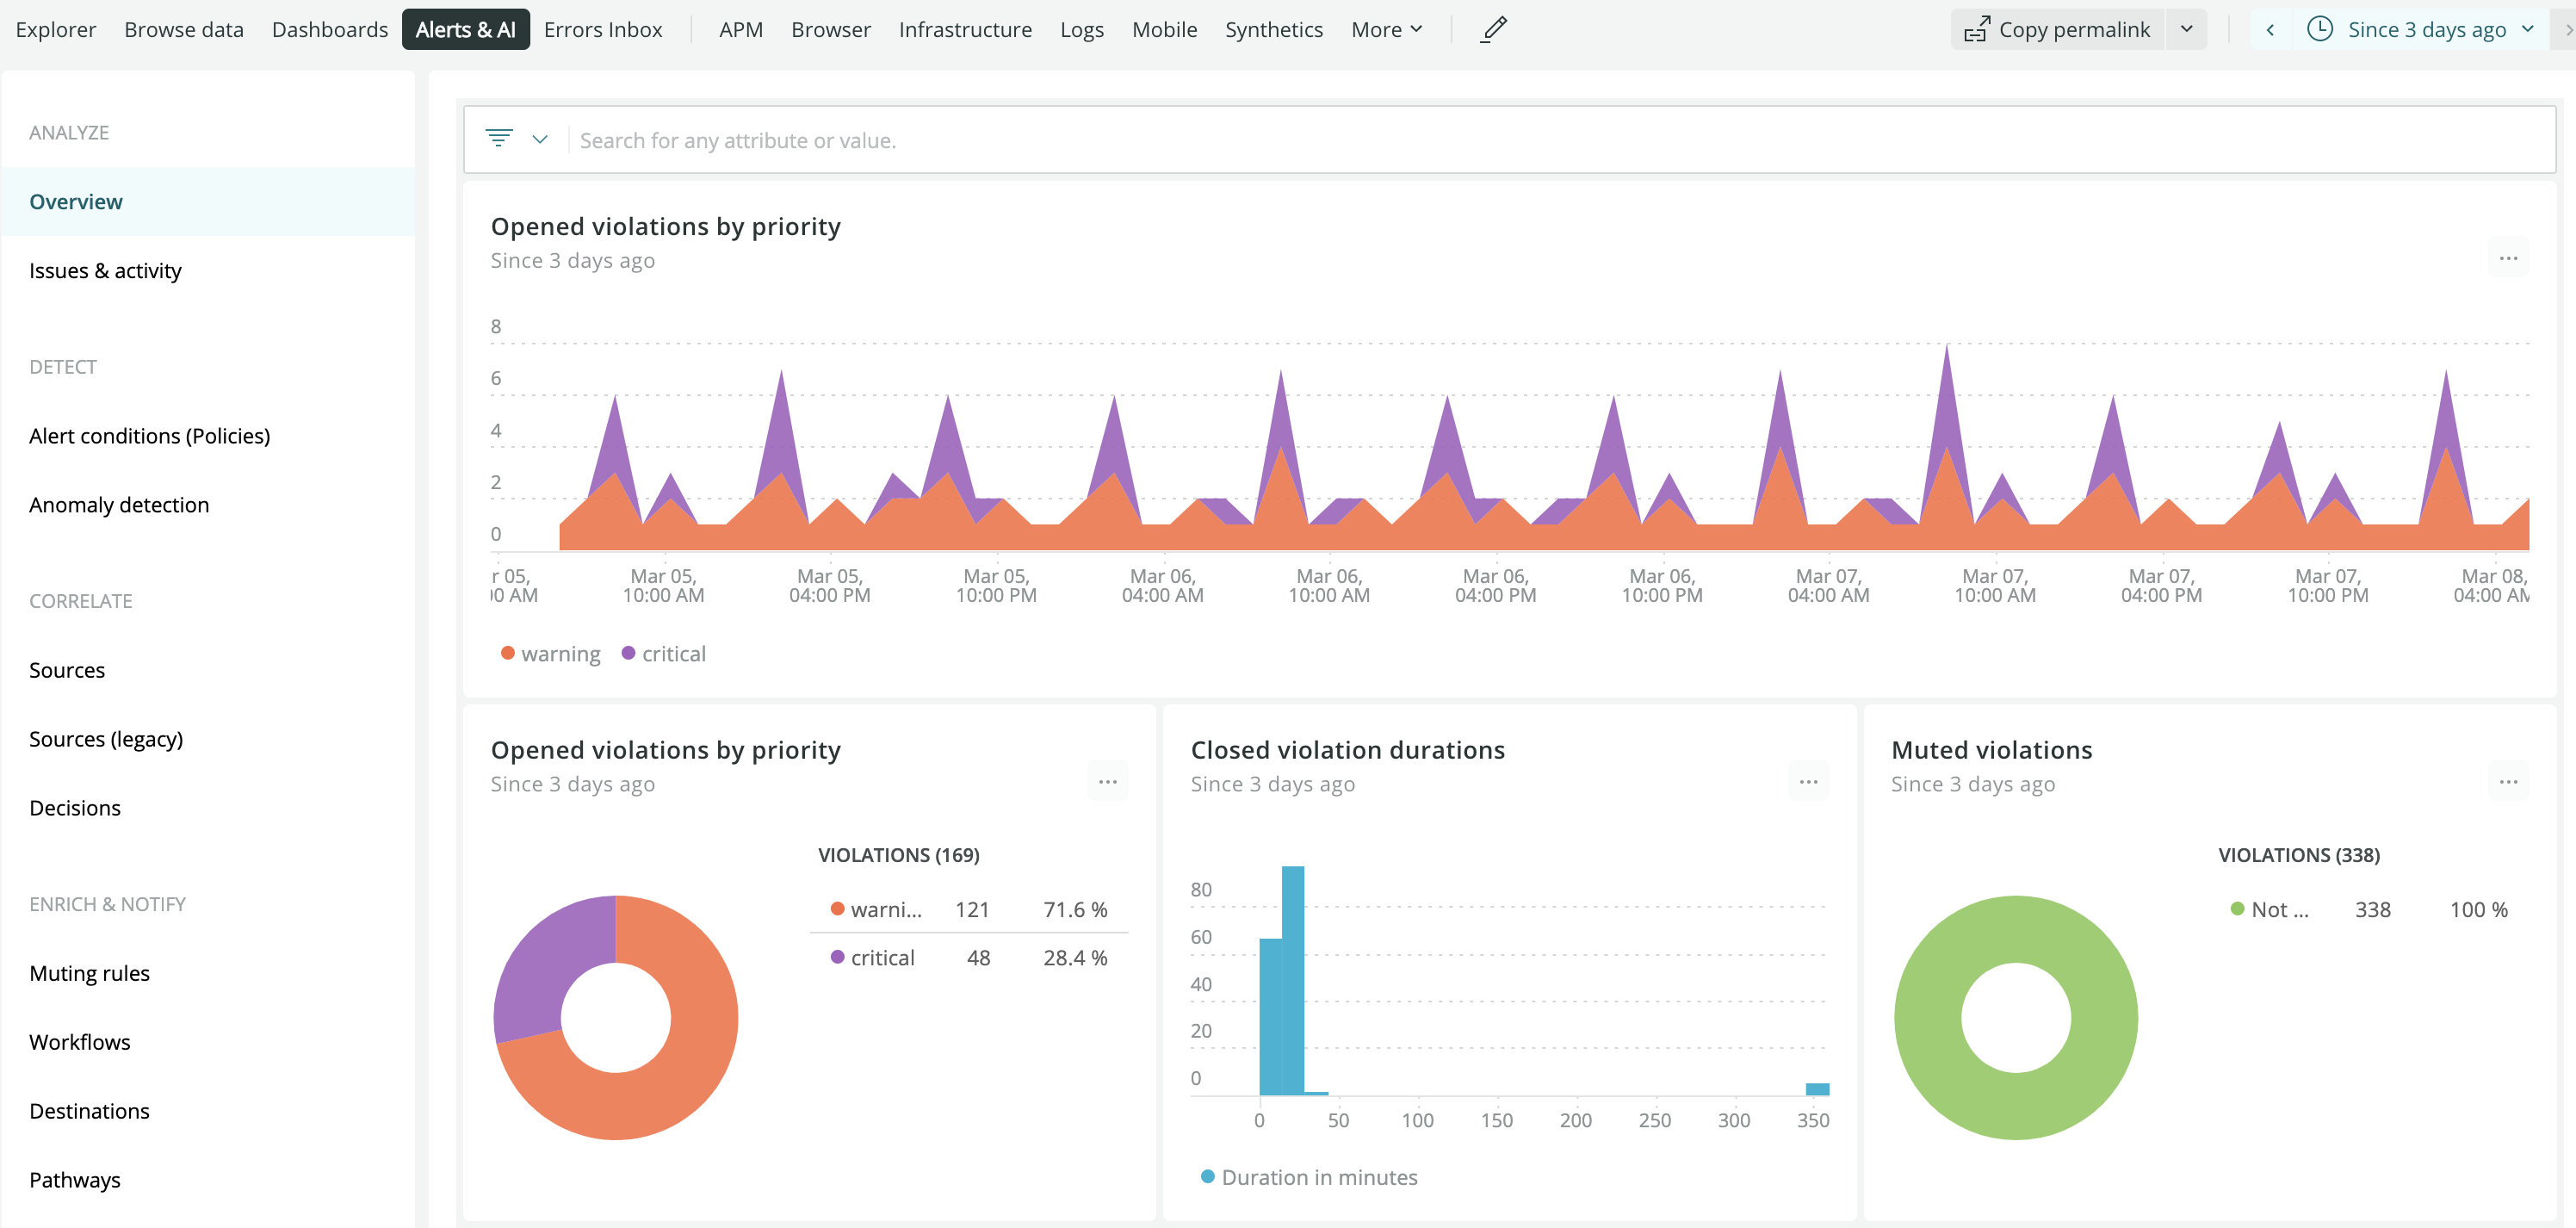 Explorer Browse data Dashboards Alerts & AI Errors Inbox APM Browser Infrastructure Logs Mobile Synthetics More Copy permalink Since 3 days ago
ANALYZE
Overview
Issues & activity
DETECT
Alert conditions (Policies)
Anomaly detection
CORRELATE
Sources
Sources (legacy)
Decisions
ENRICH & NOTIFY
Muting rules
Workflows
Destinations
Pathways
Search for any attribute or value.
Opened violations by priority
Since 3 days ago
...
8
6
4
2
0
r 05, Mar 05, Mar 05, Mar 05, Mar 06, Mar 06, Mar 06, Mar 06, Mar 07, Mar 07, Mar 07, Mar 07, Mar 08,
00 AM 10:00 AM 04:00 PM 10:00 PM 04:00 AM 10:00 AM 04:00 PM 10:00 PM 04:00 AM 10:00 AM 04:00 PM 10:00 PM 04:00 AM
warning critical
Opened violations by priority
Since 3 days ago
...
VIOLATIONS (169)
warni... 121 71.6 %
critical 48 28.4 %
Closed violation durations
Since 3 days ago
...
80
60
40
20
0
0 50 100 150 200 250 300 350
Duration in minutes
Muted violations
Since 3 days ago
...
VIOLATIONS (338)
Not ... 338 100 %